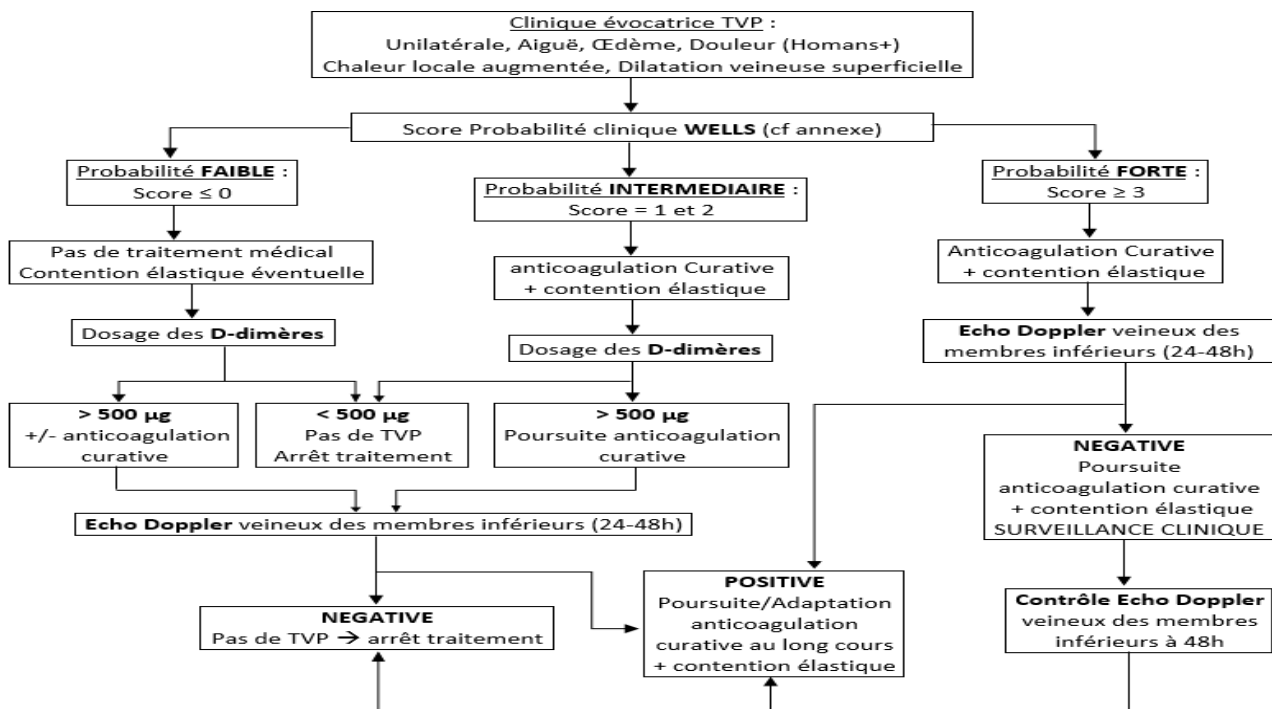 Clinique évocatrice TVP :
Unilatérale, Aiguë, Œdème, Douleur (Homans+)
Chaleur locale augmentée, Dilatation veineuse superficielle
Score Probabilité clinique WELLS (cf annexe)
Probabilité FAIBLE :
Score ≤ 0
Probabilité INTERMEDIAIRE :
Score = 1 et 2
Probabilité FORTE :
Score ≥ 3
Pas de traitement médical
Contention élastique éventuelle
anticoagulation Curative
+ contention élastique
Anticoagulation Curative
+ contention élastique
Dosage des D-dimères
Dosage des D-dimères
Echo Doppler veineux des
membres inférieurs (24-48h)
> 500 µg
+/- anticoagulation
curative
< 500 µg
Pas de TVP
Arrêt traitement
> 500 µg
Poursuite anticoagulation
curative
NEGATIVE
Poursuite
anticoagulation curative
+ contention élastique
SURVEILLANCE CLINIQUE
Echo Doppler veineux des membres inférieurs (24-48h)
NEGATIVE
Pas de TVP → arrêt traitement
POSITIVE
Poursuite/Adaptation
anticoagulation
curative au long cours
+ contention élastique
Contrôle Echo Doppler
veineux des membres
inférieurs à 48h